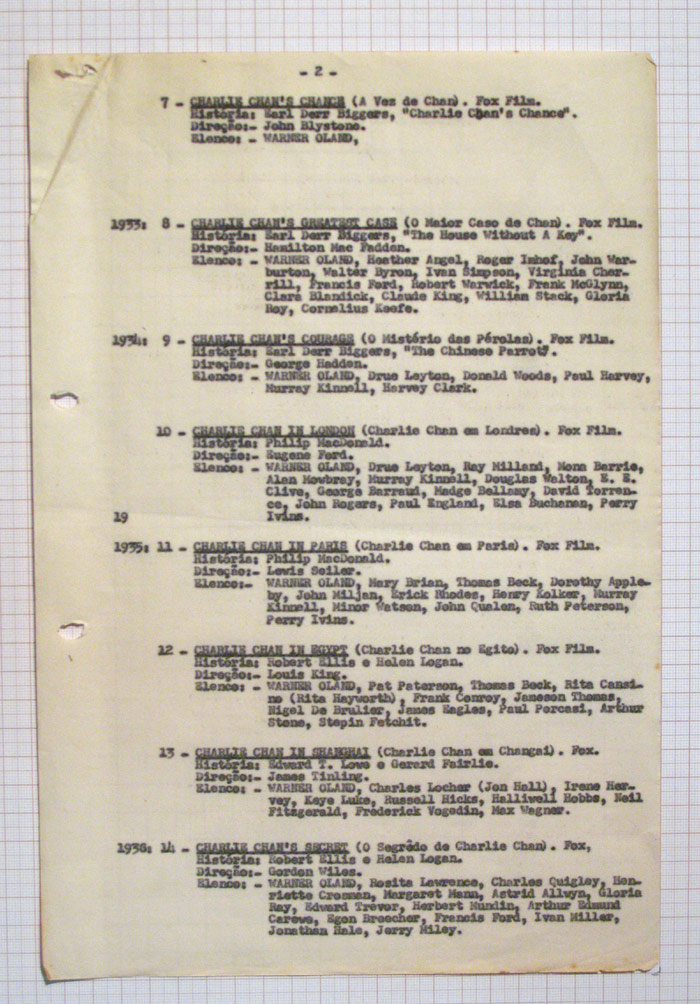 - 2 -
7 - CHARLIE CHAN'S CHANCE (A Vez de Chan). Fox Film.
História: Earl Derr Biggers, "Charlie Chan's Chance".
Direção:- John Blystone.
Elenco: - WARNER OLAND,
1933: 8 - CHARLIE CHAN'S GREATEST CASE (O Maior Caso de Chan). Fox Film.
História: Earl Derr Biggers, "The House Without A Key".
Direção:- Hamilton Mac Fadden.
Elenco: - WARNER OLAND, Heather Angel, Roger Imhof, John War-
burton, Walter Byron, Ivan Simpson, Virginia Cher-
rill, Francis Ford, Robert Warwick, Frank McGlynn,
Clara Blandick, Claude King, William Stack, Gloria
Roy, Cornelius Keefe.
1934: 9 - CHARLIE CHAN'S COURAGE (O Mistério das Pérolas). Fox Film.
História: Earl Derr Biggers, "The Chinese Parrot".
Direção:- George Hadden.
Elenco: - WARNER OLAND, Drue Leyton, Donald Woods, Paul Harvey,
Murray Kinnell, Harvey Clark.
10 - CHARLIE CHAN IN LONDON (Charlie Chan em Londres). Fox Film.
História: Philip MacDonald.
Direção:- Eugene Ford.
Elenco: - WARNER OLAND, Drue Leyton, Ray Milland, Mona Barrie,
Alan Mowbray, Murray Kinnell, Douglas Walton, E. E.
Clive, George Barraud, Madge Bellamy, David Torren-
ce, John Rogers, Paul England, Elsa Buchanan, Perry
19 Ivins.
1935: 11 - CHARLIE CHAN IN PARIS (Charlie Chan em Paris). Fox Film.
História: Philip MacDonald.
Direção:- Lewis Seiler.
Elenco:- WARNER OLAND, Mary Brian, Thomas Beck, Dorothy Apple-
by, John Miljan, Erick Rhodes, Henry Kolker, Murray
Kinnell, Minor Watson, John Qualen, Ruth Peterson,
Perry Ivins.
12 - CHARLIE CHAN IN EGYPT (Charlie Chan no Egito). Fox Film.
História: Robert Ellis e Helen Logan.
Direção:- Louis King.
Elenco: - WARNER OLAND, Pat Paterson, Thomas Beck, Rita Cansi-
no (Rita Hayworth), Frank Conroy, Jameson Thomas,
Nigel De Brulier, James Eagles, Paul Porcasi, Arthur
Stone, Stepin Fetchit.
13 - CHARLIE CHAN IN SHANGHAI (Charlie Chan em Changai). Fox.
História: Edward T. Lowe e Gerard Fairlie.
Direção:- James Tinling.
Elenco: - WARNER OLAND, Charles Locher (Jon Hall), Irene Her-
vey, Keye Luke, Russell Hicks, Halliwell Hobbs, Neil
Fitzgerald, Frederick Vogedin, Max Wagner.
1936: 14 - CHARLIE CHAN'S SECRET (O Segrêdo de Charlie Chan). Fox,
História: Robert Ellis e Helen Logan.
Direção:- Gordon Wiles.
Elenco: - WARNER OLAND, Rosita Lawrence, Charles Quigley, Hen-
riette Crosman, Margaret Mann, Astrid Allwyn, Gloria
Ray, Edward Trevor, Herbert Mundin, Arthur Edmund
Carewe, Egon Brecher, Francis Ford, Ivan Miller,
Jonathan Hale, Jerry Miley.